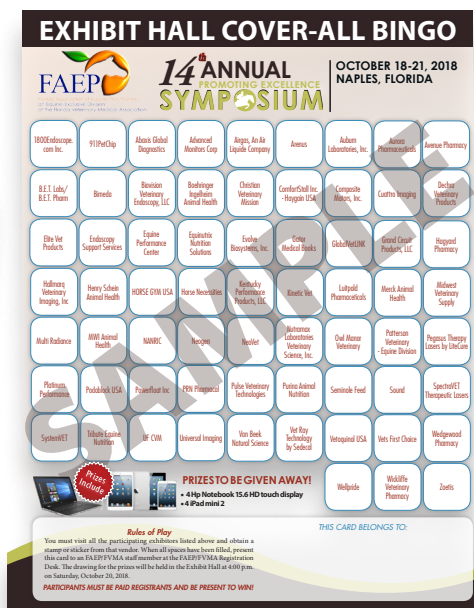 EXHIBIT HALL COVER-ALL BINGO
FAEP
14th ANNUAL
PROMOTING EXCELLENCE
SYMPOSIUM
OCTOBER 18-21, 2018
NAPLES, FLORIDA
of the Florida Veterinary Medical Association
1800Endoscope.
com Inc.
911PetChip
Abaxis Global
Diagnostics
Advanced
Monitors Corp
Airgas, An Air
Liquide Company
Arenus
Auburn
Laboratories, Inc.
Aurora
Pharmaceuticals
Avenue Pharmacy
B.E.T. Labs/
B.E.T. Pharm
Bimeda
Biovision
Veterinary
Endoscopy, LLC
Boehringer
Ingelheim
Animal Health
Christian
Veterinary
Mission
ComfortStall Inc.
- Haygain USA
Composite
Motors, Inc.
Cuattro Imaging
Dechra
Veterinary
Products
Elite Vet
Products
Endoscopy
Support Services
Equine
Performance
Center
Equinutrix
Nutrition
Solutions
Evolve
Biosystems, Inc.
Gator
Medical Books
GlobalVetLINK
Grand Circuit
Products, LLC
Hagyard
Pharmacy
Hallmarq
Veterinary
Imaging, Inc
Henry Schein
Animal Health
HORSE GYM USA
Horse Necessities
Kentucky
Performance
Products, LLC
Kinetic Vet
Luitpold
Pharmaceuticals
Merck Animal
Health
Midwest
Veterinary
Supply
Multi Radiance
MWI Animal
Health
NANRIC
Neogen
NeoVet
Nutramax
Laboratories
Veterinary
Science, Inc.
Owl Manor
Veterinary
Patterson
Veterinary
- Equine Division
Pegasus Therapy
Lasers by LiteCure
Platinum
Performance
Podoblock USA
Powerfloat Inc
PRN Pharmacal
Pulse Veterinary
Technologies
Purina Animal
Nutrition
Seminole Feed
Sound
SpectraVET
Therapeutic Lasers
SystemVET
Tribute Equine
Nutrition
UF CVM
Universal Imaging
Van Beek
Natural Science
Vet Ray
Technology
by Sedecal
Vetoquinol USA
Vets First Choice
Wedgewood
Pharmacy
Wellpride
Wickliffe
Veterinary
Pharmacy
Zoetis
SAMPLE
Prizes
Include
PRIZES TO BE GIVEN AWAY!
• 4 Hp Notebook 15.6 HD touch display
• 4 iPad mini 2
Rules of Play
You must visit all the participating exhibitors listed above and obtain a
stamp or sticker from that vendor. When all spaces have been filled, present
this card to an FAEP/FVMA staff member at the FAEP/FVMA Registration
Desk. The drawing for the prizes will be held in the Exhibit Hall at 4:00 p.m.
on Saturday, October 20, 2018.
PARTICIPANTS MUST BE PAID REGISTRANTS AND BE PRESENT TO WIN!
THIS CARD BELONGS TO: